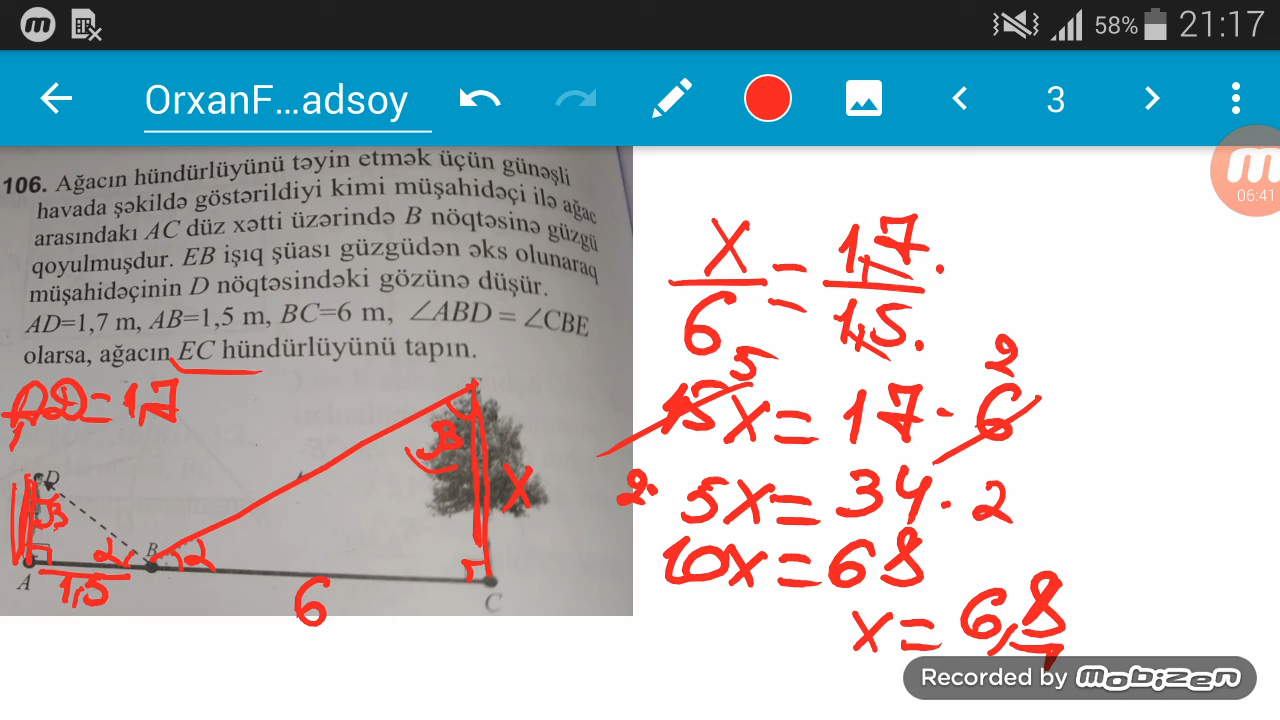 58% 21:17
OrxanF...adsoy 3
06:41
106. Ağacın hündürlüyünü təyin etmək üçün günəşli
havada şəkildə göstərildiyi kimi müşahidəçi ilə ağac
arasındakı AC düz xətti üzərində B nöqtəsinə güzgü
qoyulmuşdur. EB işıq şüası güzgüdən əks olunaraq
müşahidəçinin D nöqtəsindəki gözünə düşür.
AD=1,7 m, AB=1,5 m, BC=6 m, ∠ABD = ∠CBE
olarsa, ağacın EC hündürlüyünü tapın.
AD=1,7
D
B
X
A
1,5
B
6
C
X/6 = 1,7/1,5
15x = 17 · 6
5 2
5x = 34 · 2
2·
10x = 68
x = 6,8
Recorded by mobizen